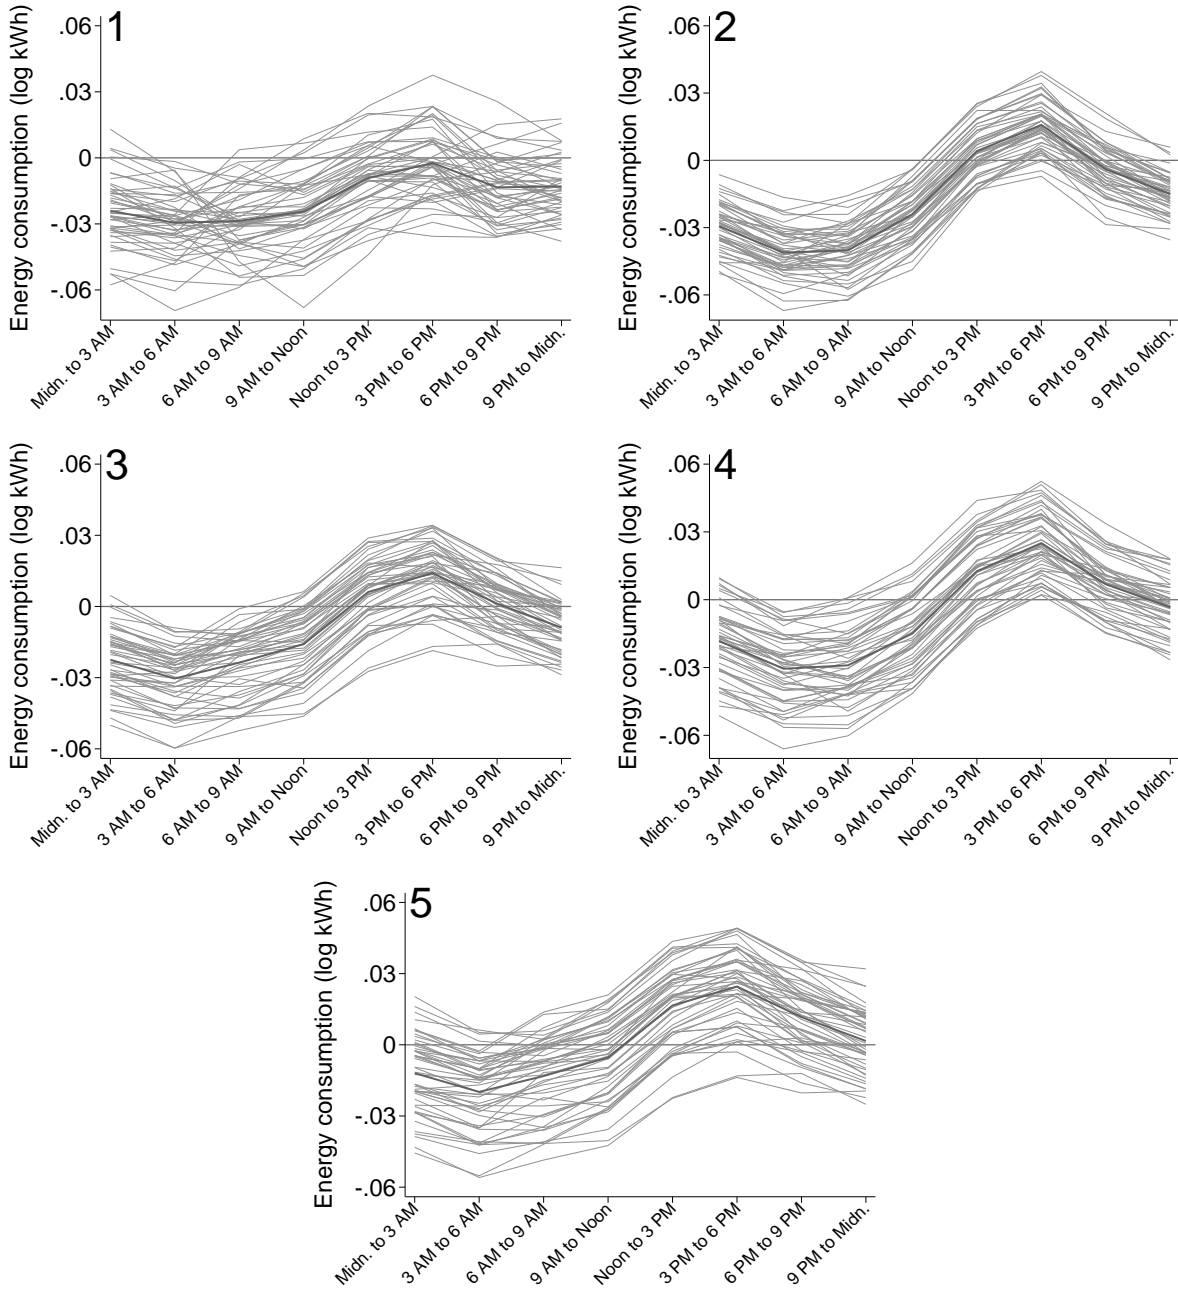 1
Energy consumption (log kWh)
.06
.03
0
-.03
-.06
Midn. to 3 AM
3 AM to 6 AM
6 AM to 9 AM
9 AM to Noon
Noon to 3 PM
3 PM to 6 PM
6 PM to 9 PM
9 PM to Midn.
2
Energy consumption (log kWh)
.06
.03
0
-.03
-.06
Midn. to 3 AM
3 AM to 6 AM
6 AM to 9 AM
9 AM to Noon
Noon to 3 PM
3 PM to 6 PM
6 PM to 9 PM
9 PM to Midn.
3
Energy consumption (log kWh)
.06
.03
0
-.03
-.06
Midn. to 3 AM
3 AM to 6 AM
6 AM to 9 AM
9 AM to Noon
Noon to 3 PM
3 PM to 6 PM
6 PM to 9 PM
9 PM to Midn.
4
Energy consumption (log kWh)
.06
.03
0
-.03
-.06
Midn. to 3 AM
3 AM to 6 AM
6 AM to 9 AM
9 AM to Noon
Noon to 3 PM
3 PM to 6 PM
6 PM to 9 PM
9 PM to Midn.
5
Energy consumption (log kWh)
.06
.03
0
-.03
-.06
Midn. to 3 AM
3 AM to 6 AM
6 AM to 9 AM
9 AM to Noon
Noon to 3 PM
3 PM to 6 PM
6 PM to 9 PM
9 PM to Midn.